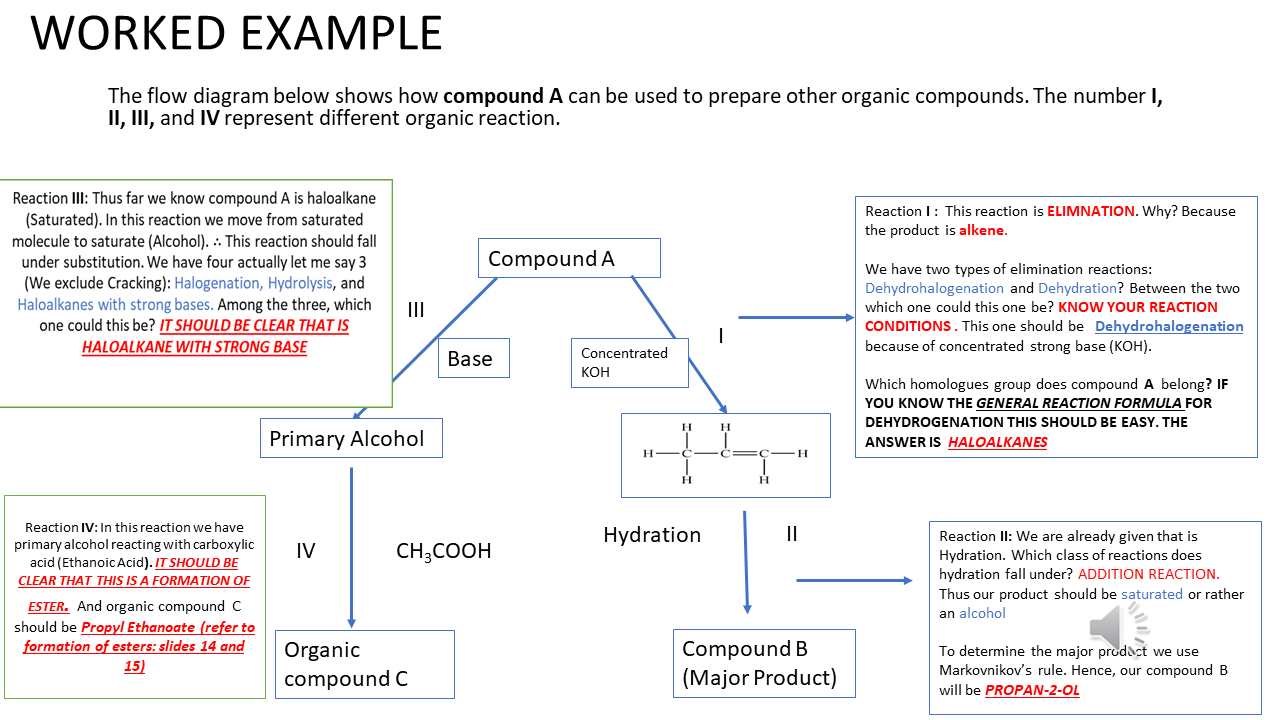 WORKED EXAMPLE
The flow diagram below shows how compound A can be used to prepare other organic compounds. The number I,
II, III, and IV represent different organic reaction.
Reaction III: Thus far we know compound A is haloalkane
(Saturated). In this reaction we move from saturated
molecule to saturate (Alcohol). ∴ This reaction should fall
under substitution. We have four actually let me say 3
(We exclude Cracking): Halogenation, Hydrolysis, and
Haloalkanes with strong bases. Among the three, which
one could this be? IT SHOULD BE CLEAR THAT IS
HALOALKANE WITH STRONG BASE
Compound A
III
Base
I
Concentrated
KOH
Reaction I : This reaction is ELIMNATION. Why? Because
the product is alkene.
We have two types of elimination reactions:
Dehydrohalogenation and Dehydration? Between the two
which one could this one be? KNOW YOUR REACTION
CONDITIONS . This one should be Dehydrohalogenation
because of concentrated strong base (KOH).
Which homologues group does compound A belong? IF
YOU KNOW THE GENERAL REACTION FORMULA FOR
DEHYDROGENATION THIS SHOULD BE EASY. THE
ANSWER IS HALOALKANES
Primary Alcohol
H H
H C C C H
H H
Reaction IV: In this reaction we have
primary alcohol reacting with carboxylic
acid (Ethanoic Acid). IT SHOULD BE
CLEAR THAT THIS IS A FORMATION OF
ESTER. And organic compound C
should be Propyl Ethanoate (refer to
formation of esters: slides 14 and
15)
IV
CH₃COOH
Hydration
II
Organic
compound C
Compound B
(Major Product)
Reaction II: We are already given that is
Hydration. Which class of reactions does
hydration fall under? ADDITION REACTION.
Thus our product should be saturated or rather
an alcohol
To determine the major product we use
Markovnikov's rule. Hence, our compound B
will be PROPAN-2-OL